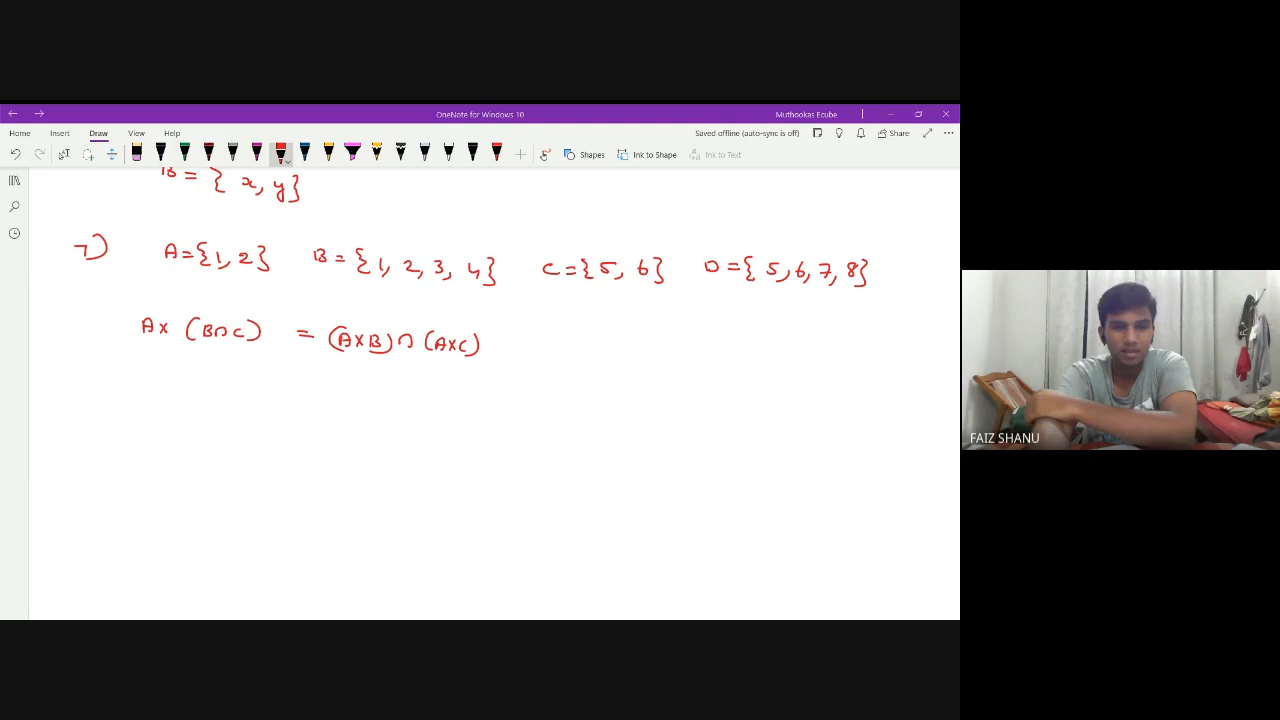 OneNote for Windows 10 Muthookas Ecube
Home Insert Draw View Help Saved offline (auto-sync is off) Share
Shapes Ink to Shape Ink to Text
B = { x, y}
7) A={1, 2} B = {1, 2, 3, 4} C = {5, 6} D = { 5, 6, 7, 8}
A× (B∩C) = (A×B) ∩ (A×C)
FAIZ SHANU